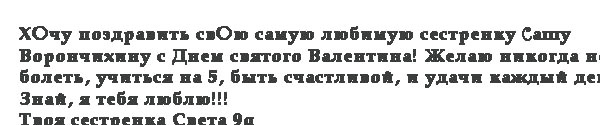 ХОчу поздравить свОю самую любимую сестренку Сашу
Ворончихину с Днем святого Валентина! Желаю никогда
болеть, учиться на 5, быть счастливой, и удачи каждый
Знай, я тебя люблю!!!
Твоя сестренка Света 9а